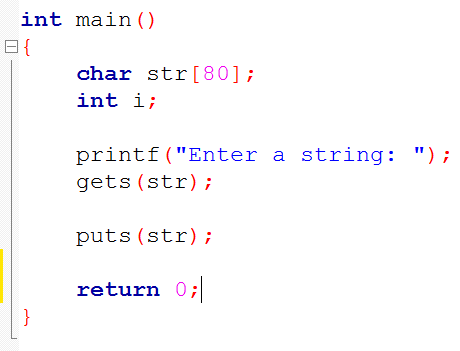 int main()
{
    char str[80];
    int i;

    printf("Enter a string: ");
    gets(str);

    puts(str);

    return 0;
}